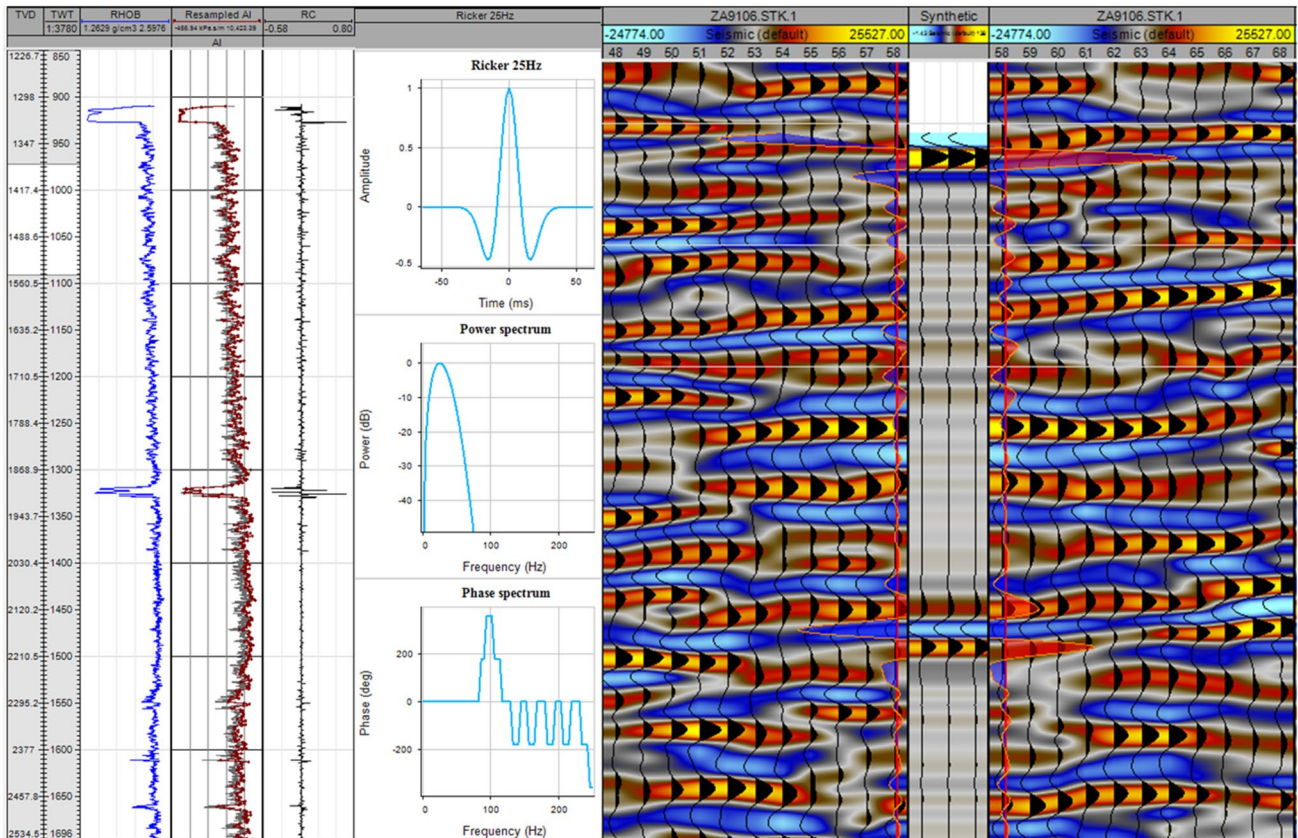 TVD TWT RHOB Resampled AI RC Ricker 25Hz ZA9106.STK.1 Synthetic ZA9106.STK.1
1:3780 1.2629 g/cm3 2.5976 -0.58 0.80 -24774.00 Seismic (default) 25527.00 -24774.00 Seismic (default) 25527.00
AI
48 49 50 51 52 53 54 55 56 57 58 58 59 60 61 62 63 64 65 66 67 68
1226.7 850
1298 900
1347 950
1417.4 1000
1488.6 1050
1560.5 1100
1635.2 1150
1710.5 1200
1788.4 1250
1868.9 1300
1943.7 1350
2030.4 1400
2120.2 1450
2210.5 1500
2295.2 1550
2377 1600
2457.8 1650
2534.5 1696
Ricker 25Hz
Amplitude
1
0.5
0
-0.5
-50 0 50
Time (ms)
Power spectrum
Power (dB)
0
-10
-20
-30
-40
0 100 200
Frequency (Hz)
Phase spectrum
Phase (deg)
200
0
-200
0 100 200
Frequency (Hz)